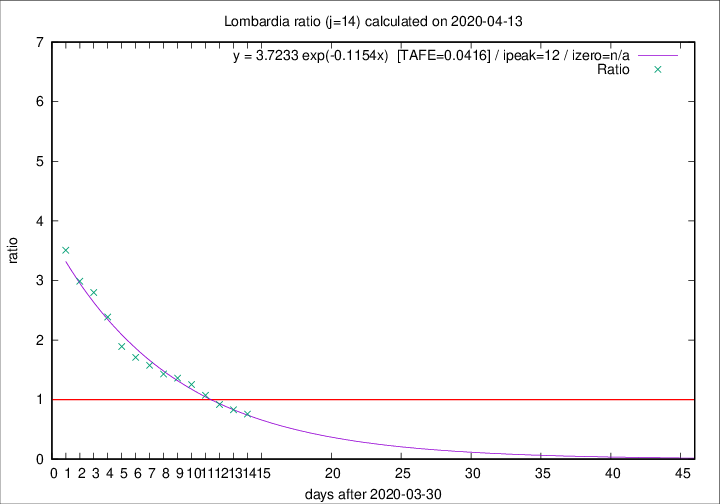 Lombardia ratio (j=14) calculated on 2020-04-13
y = 3.7233 exp(-0.1154x) [TAFE=0.0416] / ipeak=12 / izero=n/a
Ratio
7
6
5
4
3
2
1
0
ratio
0 1 2 3 4 5 6 7 8 9 10 11 12 13 14 15 20 25 30 35 40 45
days after 2020-03-30